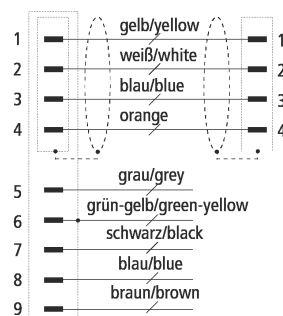 1 gelb/yellow 1
2 weiß/white 2
3 blau/blue 3
4 orange 4
5 grau/grey
6 grün-gelb/green-yellow
7 schwarz/black
8 blau/blue
9 braun/brown